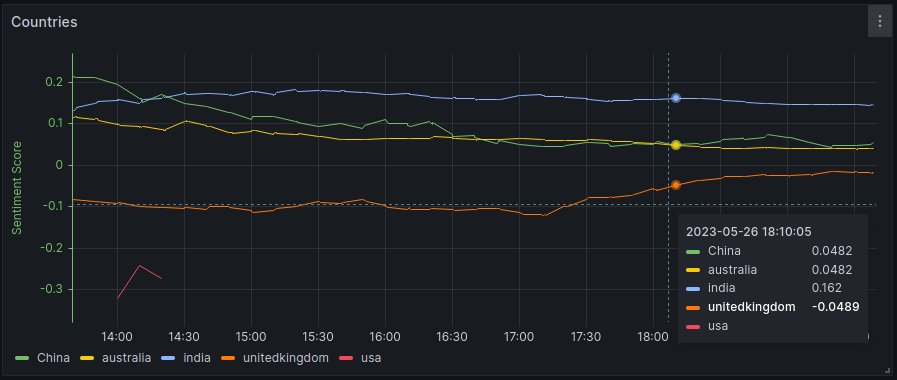 Countries
Sentiment Score
0.2
0.1
0
-0.1
-0.2
-0.3
2023-05-26 18:10:05
China 0.0482
australia 0.0482
india 0.162
unitedkingdom -0.0489
usa
14:00 14:30 15:00 15:30 16:00 16:30 17:00 17:30 18:00
China australia india unitedkingdom usa